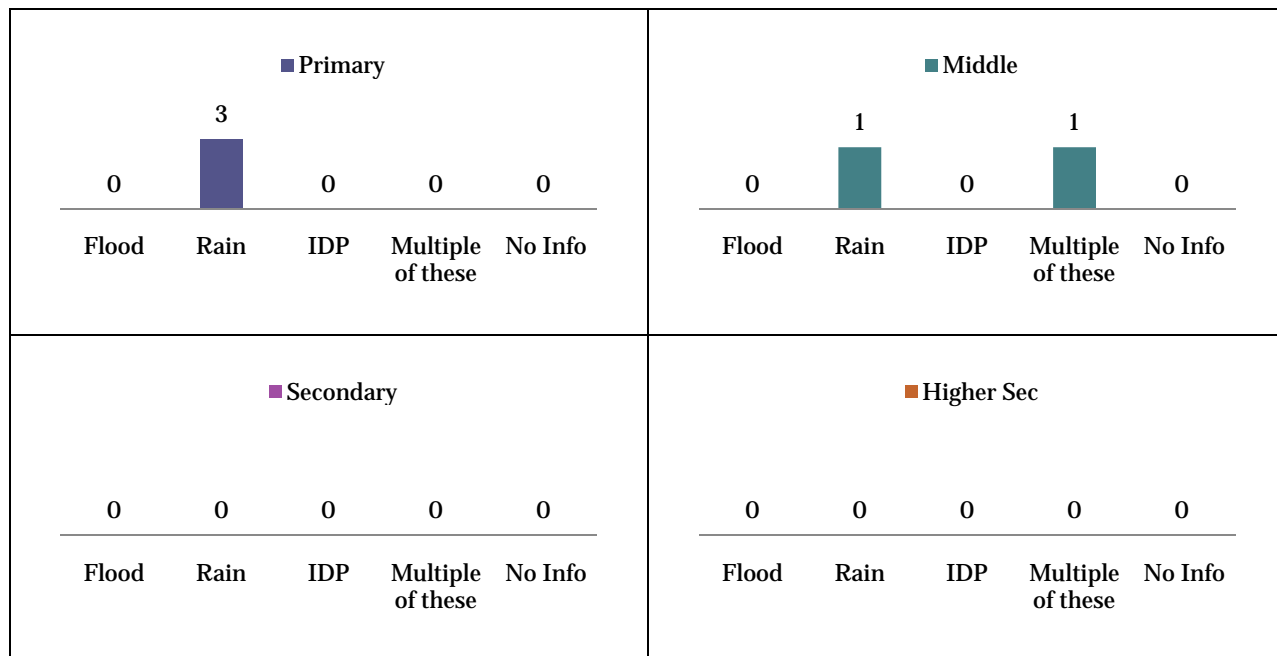 Primary
3
0 0 0 0
Flood Rain IDP Multiple of these No Info
Middle
1 1
0 0 0
Flood Rain IDP Multiple of these No Info
Secondary
0 0 0 0 0
Flood Rain IDP Multiple of these No Info
Higher Sec
0 0 0 0 0
Flood Rain IDP Multiple of these No Info